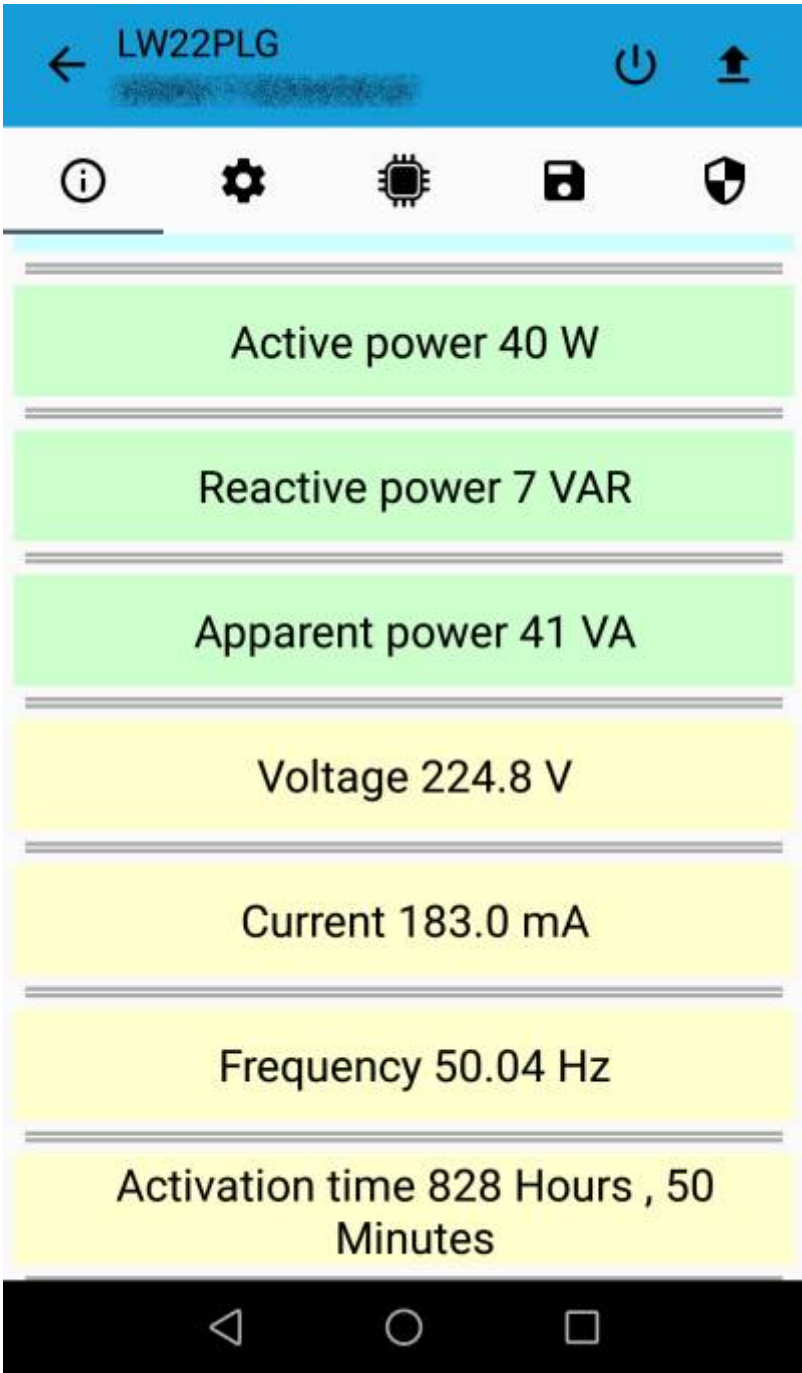 LW22PLG
Active power 40 W
Reactive power 7 VAR
Apparent power 41 VA
Voltage 224.8 V
Current 183.0 mA
Frequency 50.04 Hz
Activation time 828 Hours , 50
Minutes